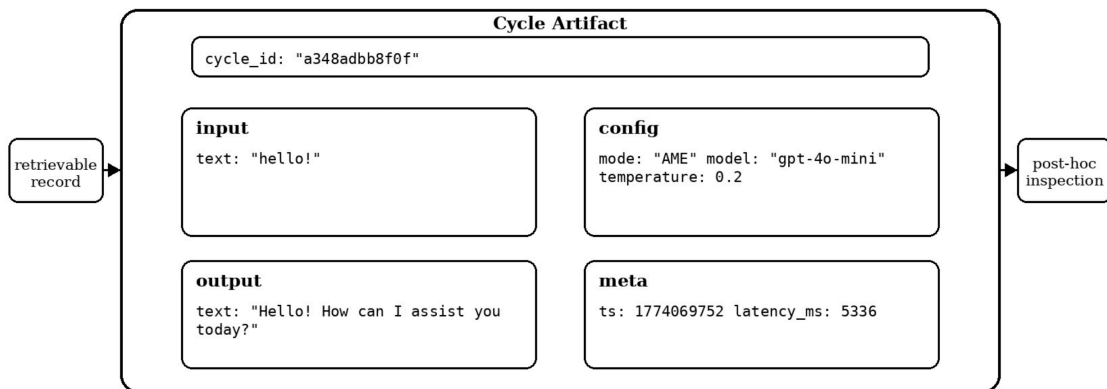 Cycle Artifact
cycle_id: "a348adbb8f0f"
retrievable
record
input
text: "hello!"
config
mode: "AME" model: "gpt-4o-mini"
temperature: 0.2
output
text: "Hello! How can I assist you
today?"
meta
ts: 1774069752 latency_ms: 5336
post-hoc
inspection